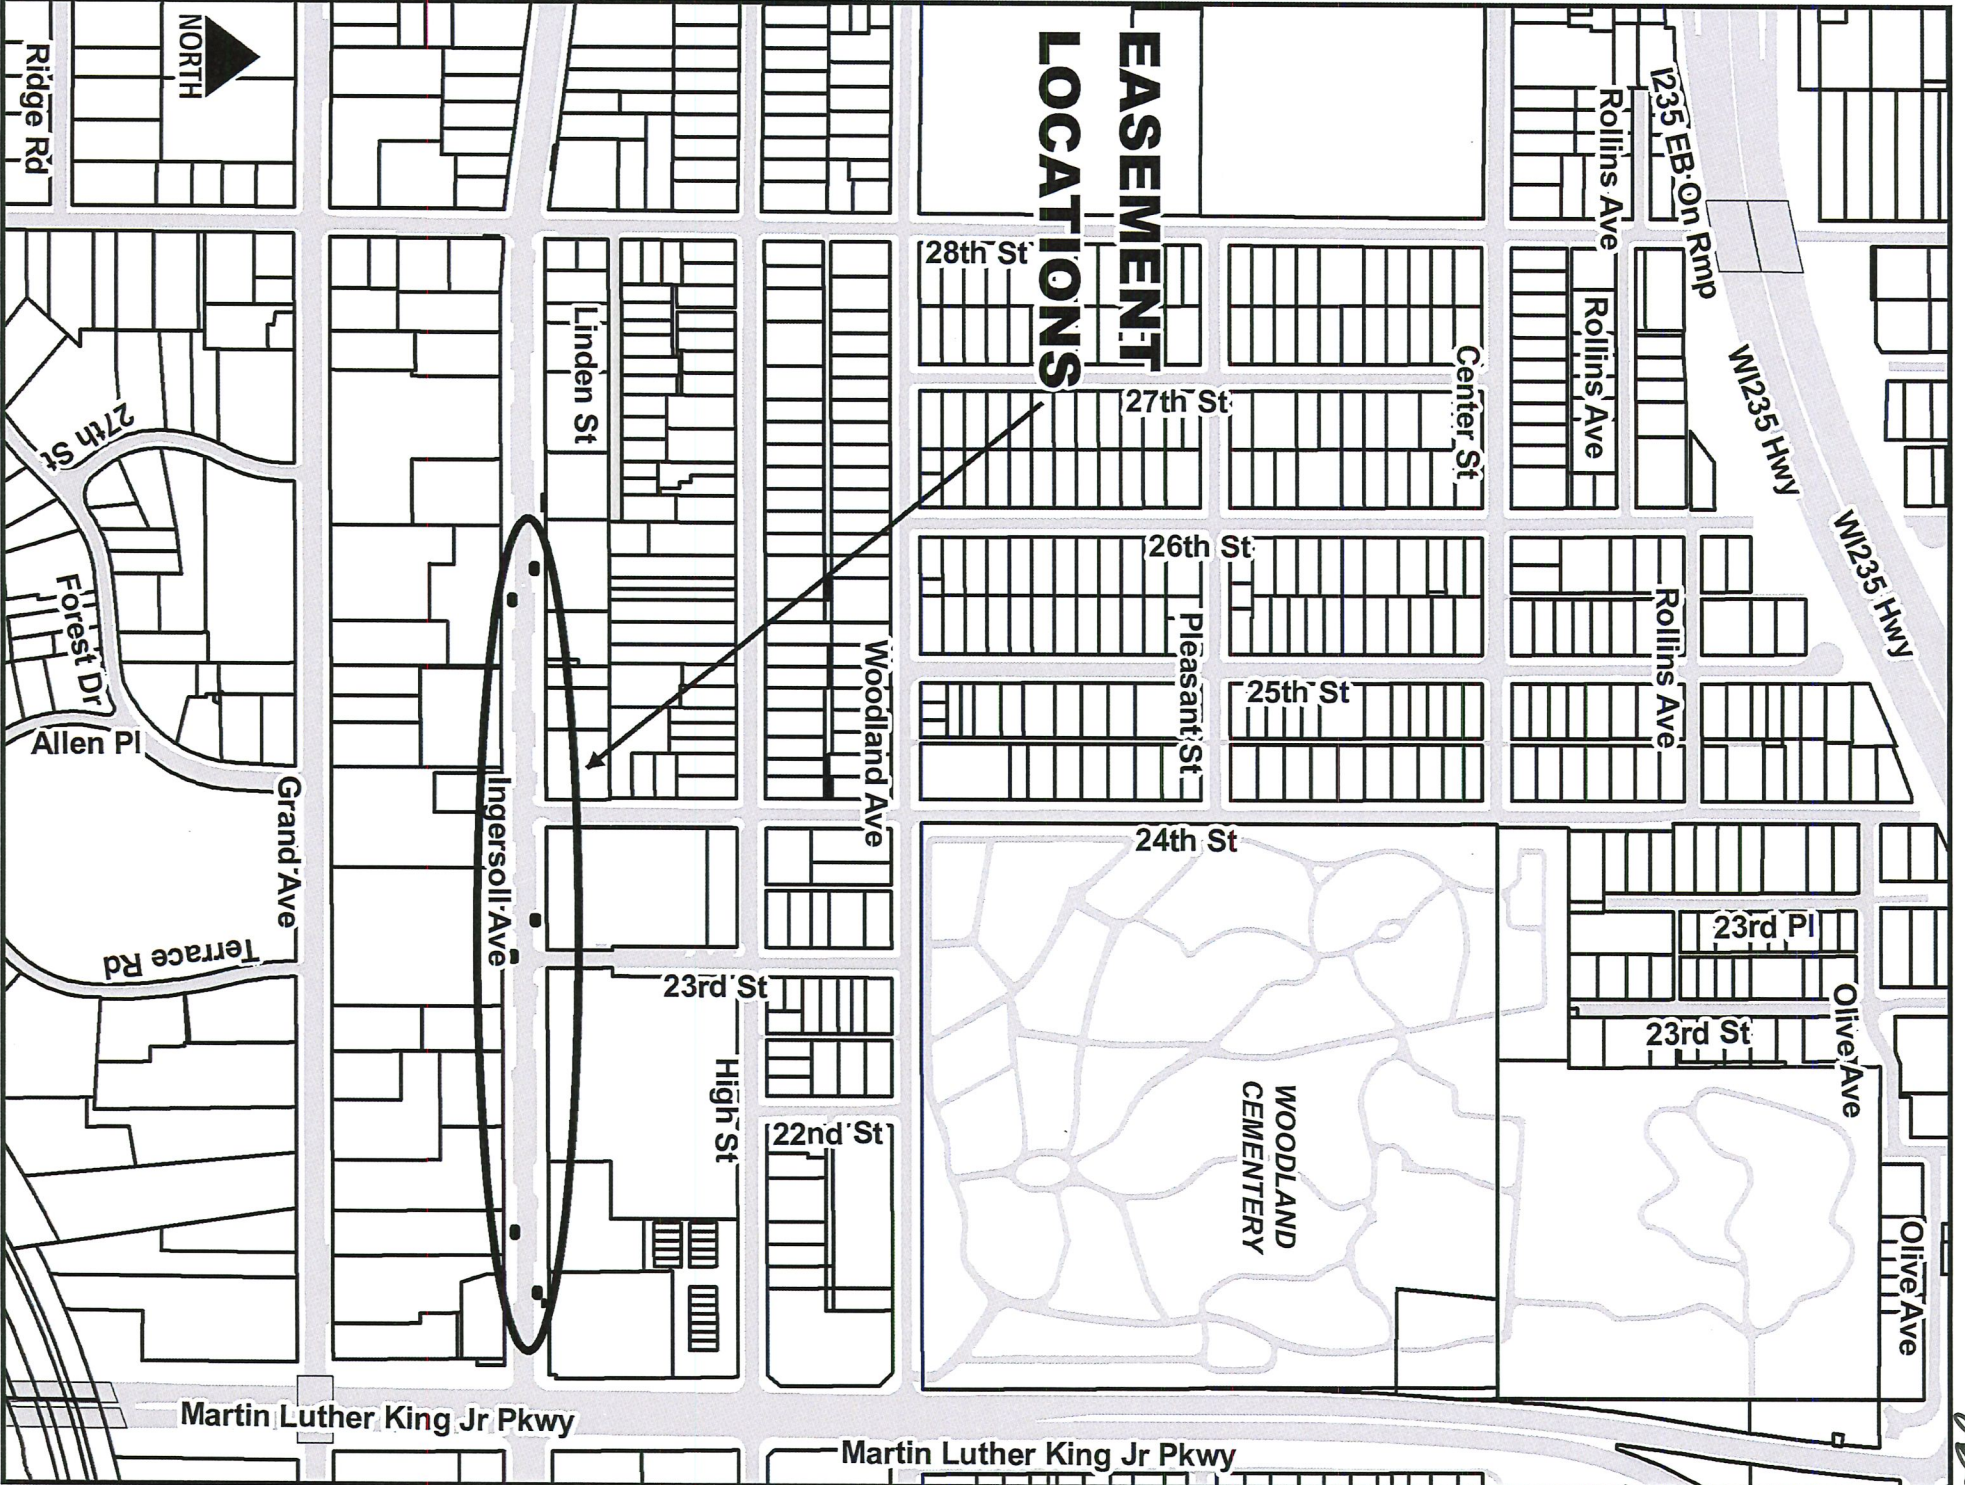 EASEMENT
LOCATIONS
NORTH
Ridge Rd
I235 EB On Rmp
Rollins Ave
28th St
Rollins Ave
Linden St
WI235 Hwy
Center St
27th St
27th St
WI235 Hwy
26th St
Forest Dr
Pleasant St
Rollins Ave
25th St
Woodland Ave
Allen Pl
Grand Ave
Ingersoll Ave
24th St
23rd Pl
Terrace Rd
23rd St
Olive Ave
23rd St
High St
22nd St
WOODLAND
CEMENTERY
Olive Ave
Martin Luther King Jr Pkwy
Martin Luther King Jr Pkwy